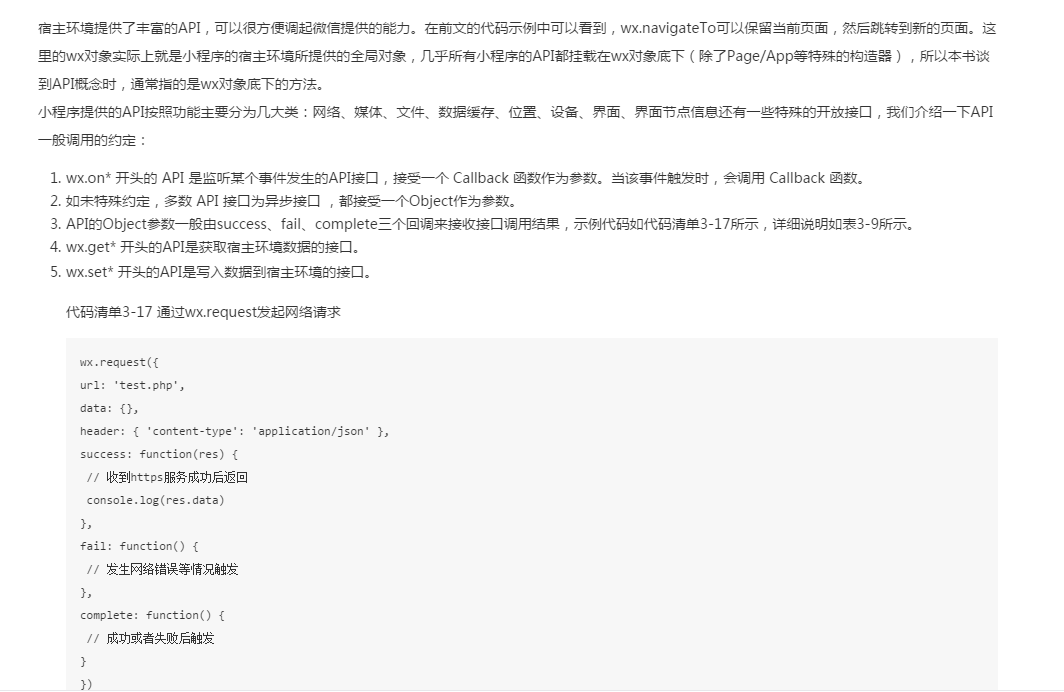 宿主环境提供了丰富的API，可以很方便调起微信提供的能力。在前文的代码示例中可以看到，wx.navigateTo可以保留当前页面，然后跳转到新的页面。这
里的wx对象实际上就是小程序的宿主环境所提供的全局对象，几乎所有小程序的API都挂载在wx对象底下（除了Page/App等特殊的构造器），所以本书谈
到API概念时，通常指的是wx对象底下的方法。
小程序提供的API按照功能主要分为几大类：网络、媒体、文件、数据缓存、位置、设备、界面、界面节点信息还有一些特殊的开放接口，我们介绍一下API
一般调用的约定：
1. wx.on* 开头的 API 是监听某个事件发生的API接口，接受一个 Callback 函数作为参数。当该事件触发时，会调用 Callback 函数。
2. 如未特殊约定，多数 API 接口为异步接口 ，都接受一个Object作为参数。
3. API的Object参数一般由success、fail、complete三个回调来接收接口调用结果，示例代码如代码清单3-17所示，详细说明如表3-9所示。
4. wx.get* 开头的API是获取宿主环境数据的接口。
5. wx.set* 开头的API是写入数据到宿主环境的接口。
代码清单3-17 通过wx.request发起网络请求
wx.request({
url: 'test.php',
data: {},
header: { 'content-type': 'application/json' },
success: function(res) {
// 收到https服务成功后返回
console.log(res.data)
},
fail: function() {
// 发生网络错误等情况触发
},
complete: function() {
// 成功或者失败后触发
}
})